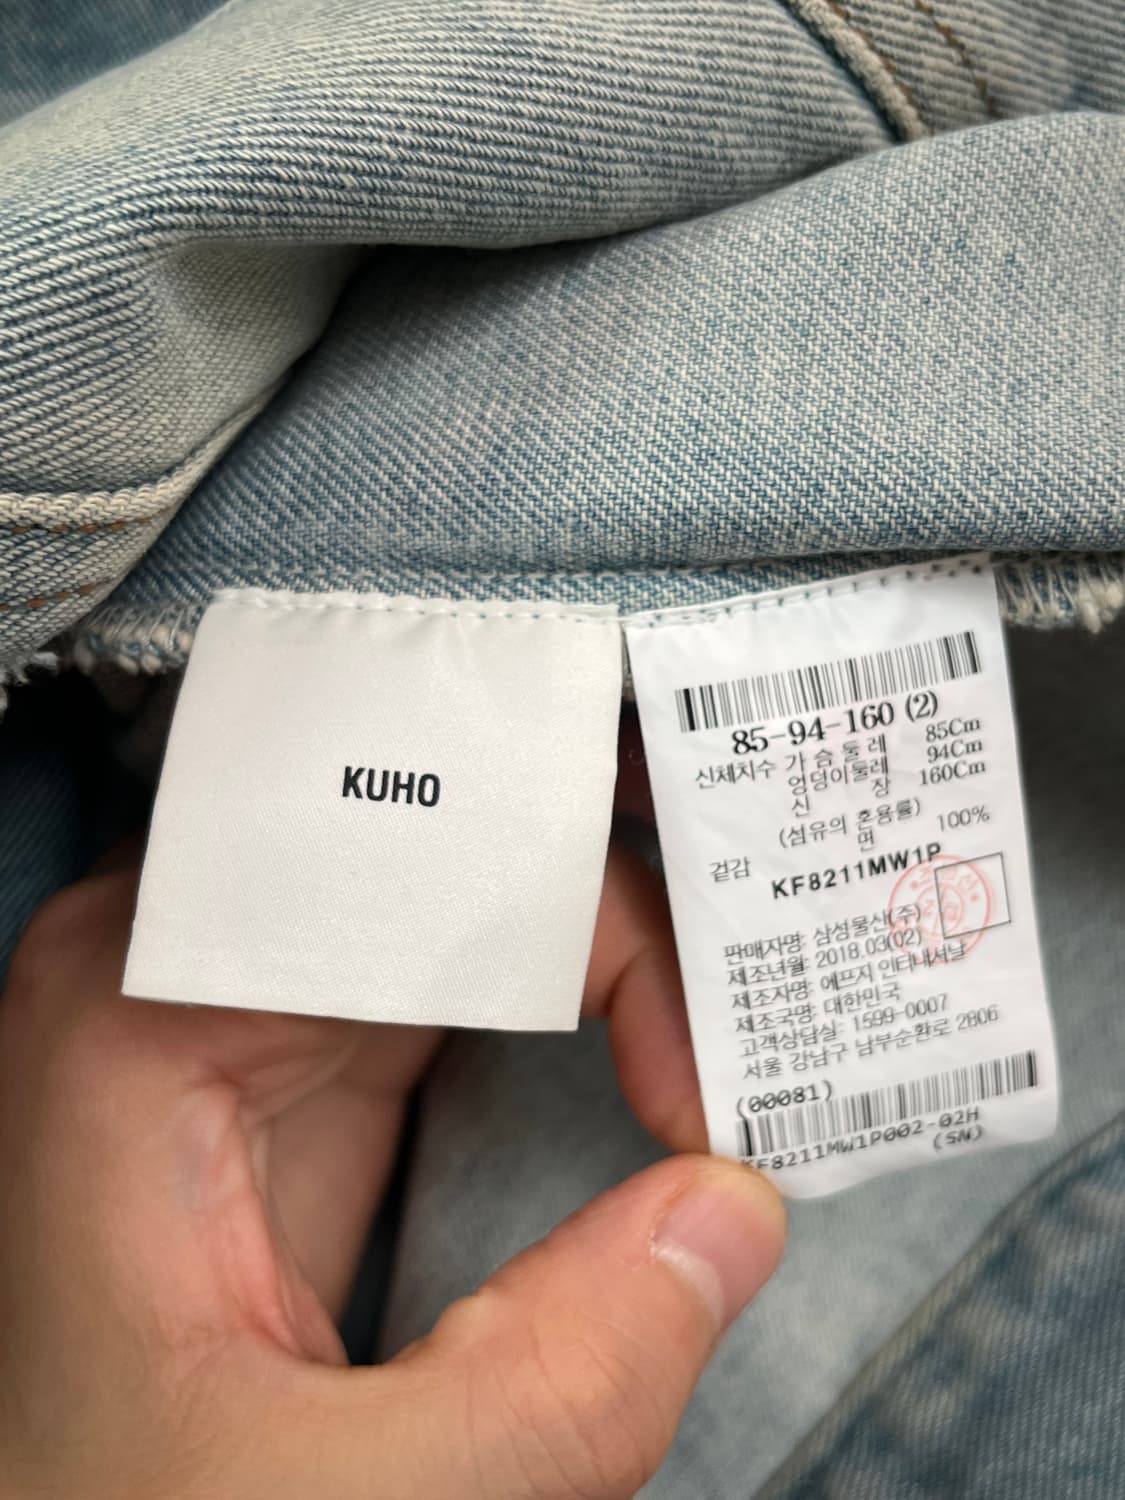 KUHO
85-94-160 (2)
신체치수 가 슴 둘 레 85Cm
엉덩이둘레 94Cm
신 장 160Cm
(섬유의 혼용률)
겉감 면 100%
KF8211MW1P
판매자명: 삼성물산(주)
제조년월: 2018.03(02)
제조자명: 에프지 인터내셔날
제조국명: 대한민국
고객상담실: 1599-0007
서울 강남구 남부순환로 2806
(00081)
KF8211MW1P002-02H
(SN)